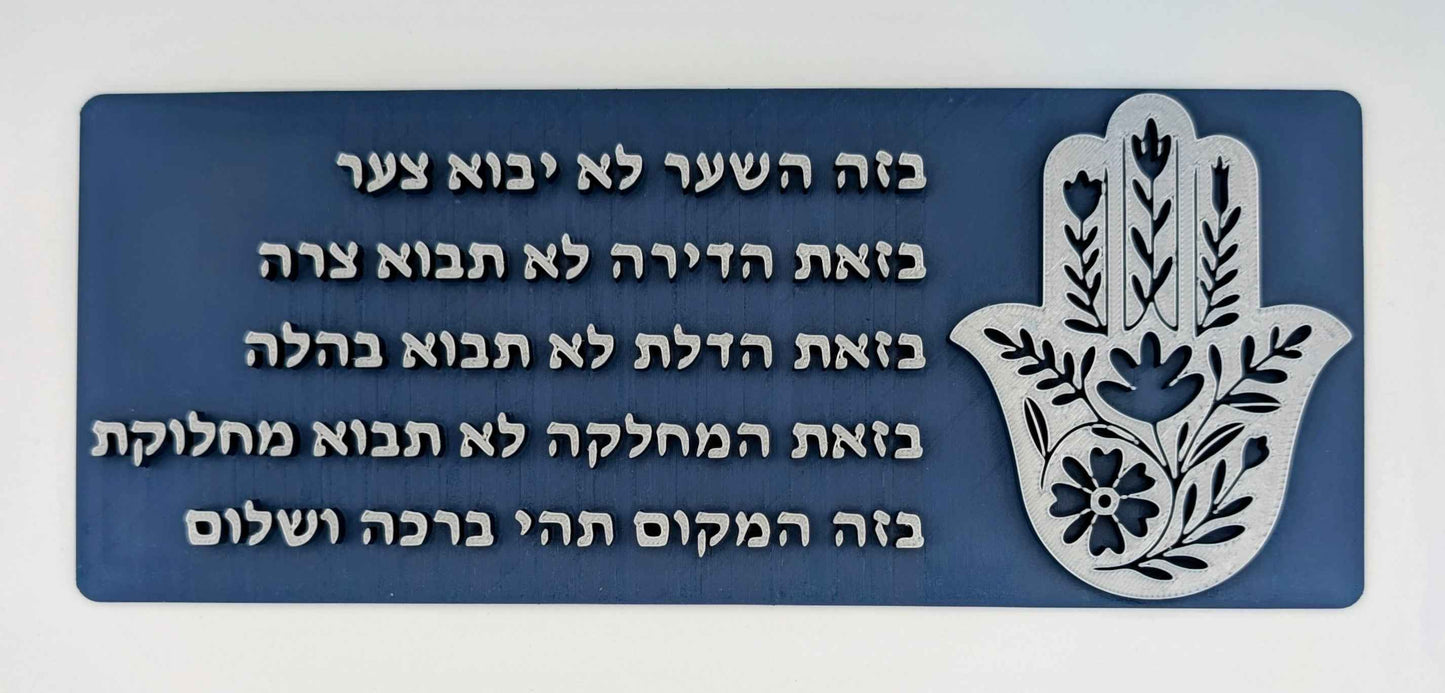 בזה השער לא יבוא צער
בזאת הדירה לא תבוא צרה
בזאת הדלת לא תבוא בהלה
בזאת המחלקה לא תבוא מחלוקת
בזה המקום תהי ברכה ושלום